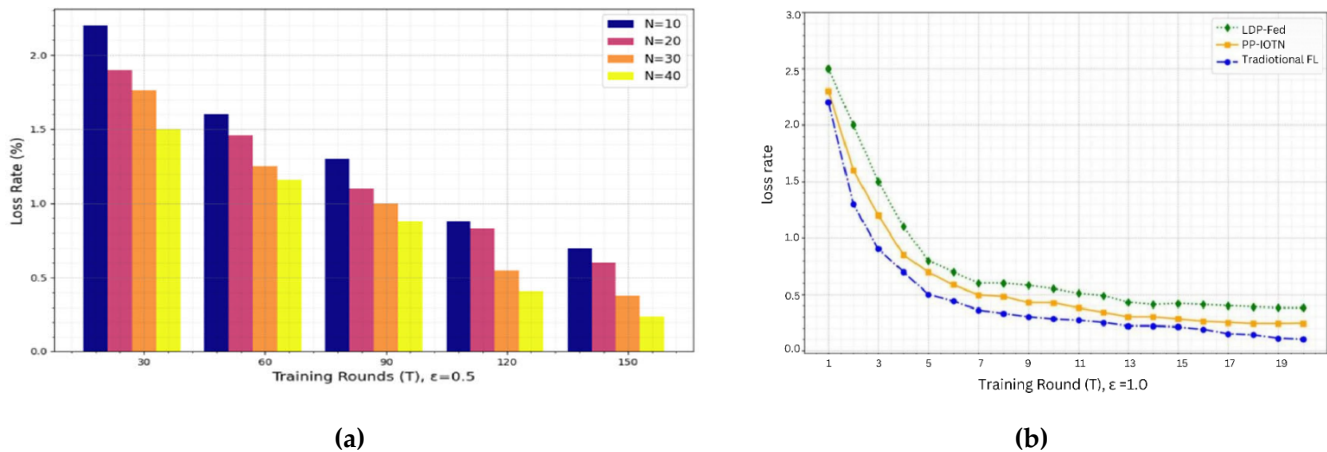 N=10
N=20
N=30
N=40
2.0
1.5
1.0
0.5
0.0
Loss Rate (%)
30 60 90 120 150
Training Rounds (T), ε=0.5
(a)
LDP-Fed
PP-IOTN
Tradiotional FL
3.0
2.5
2.0
1.5
1.0
0.5
0.0
loss rate
1 3 5 7 9 11 13 15 17 19
Training Round (T), ε =1.0
(b)